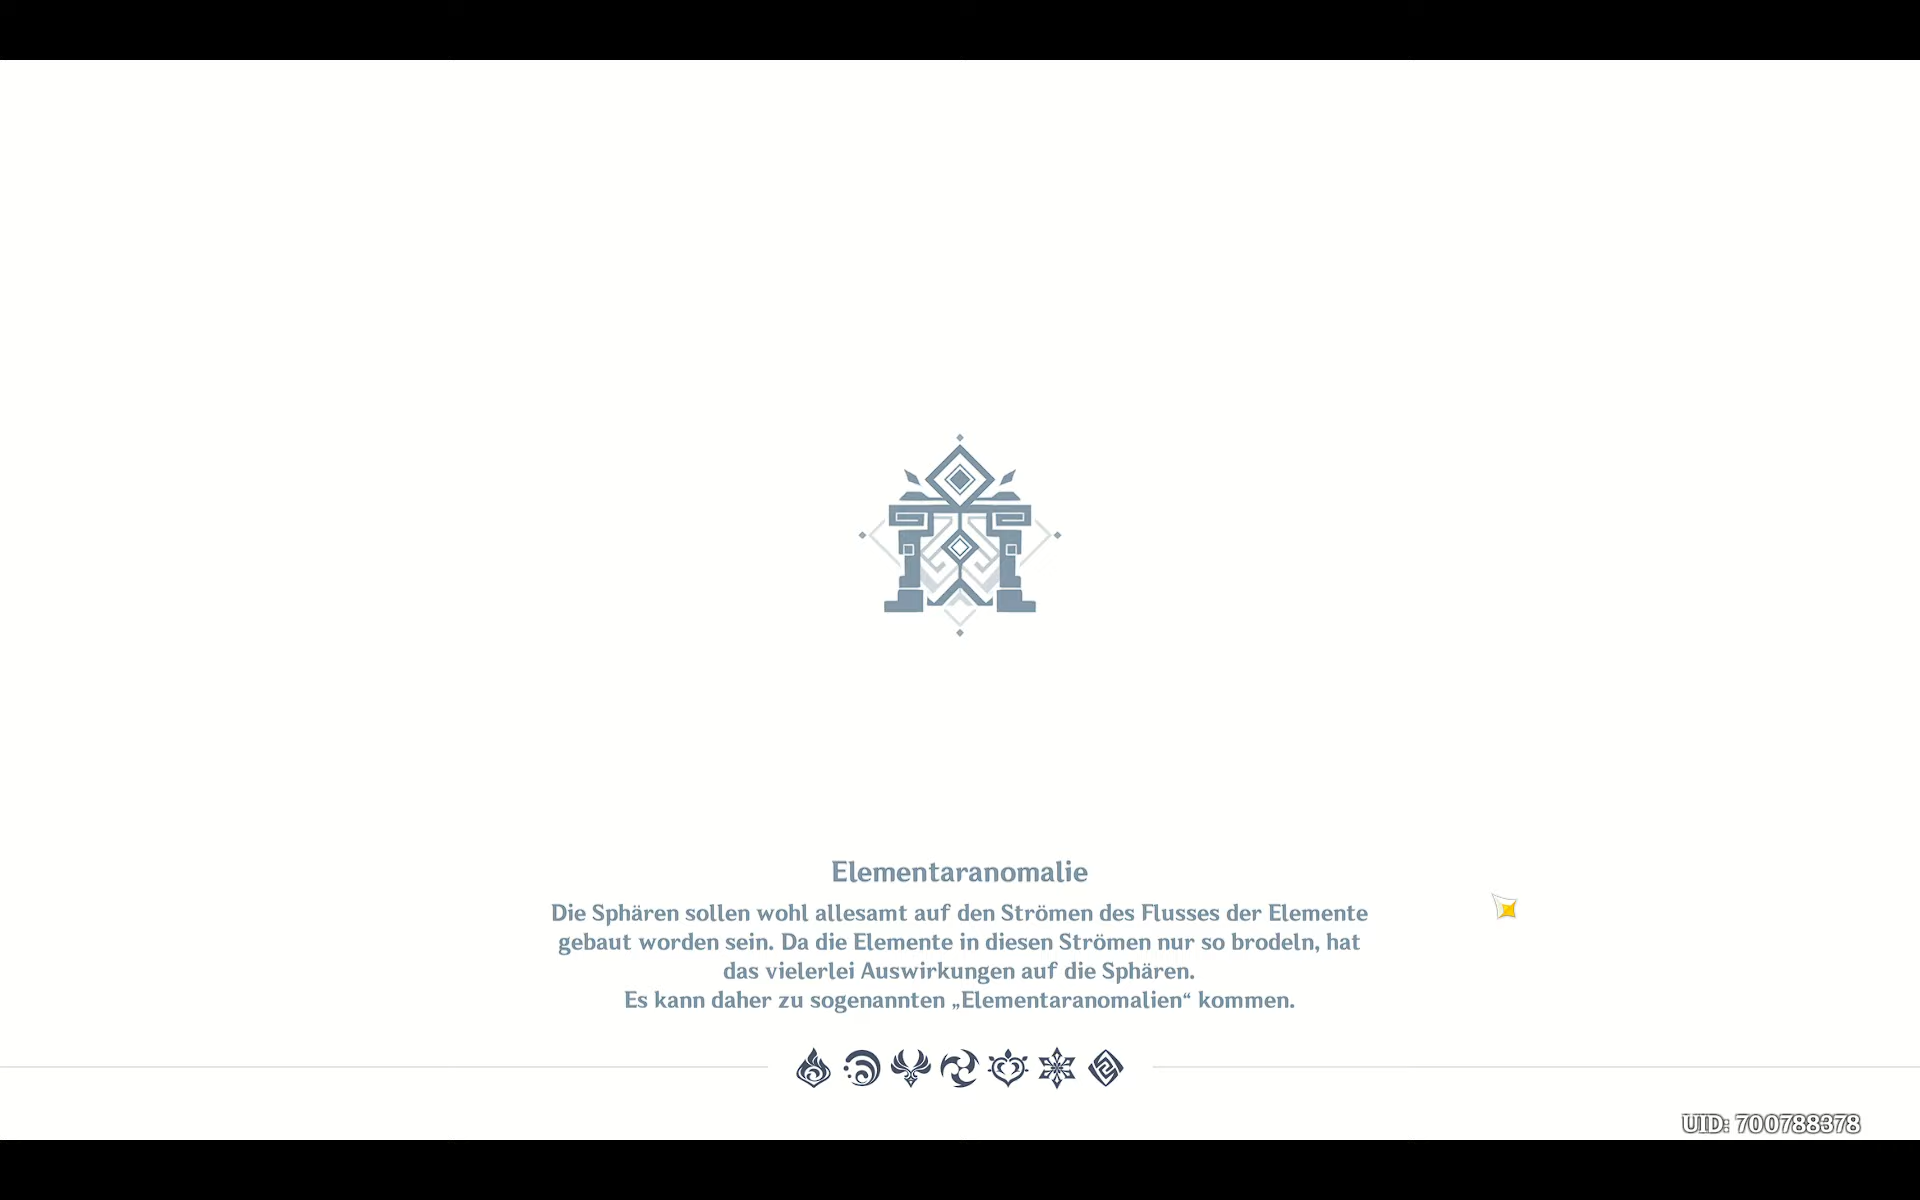 Elementaranomalie
Die Sphären sollen wohl allesamt auf den Strömen des Flusses der Elemente
gebaut worden sein. Da die Elemente in diesen Strömen nur so brodeln, hat
das vielerlei Auswirkungen auf die Sphären.
Es kann daher zu sogenannten „Elementaranomalien“ kommen.
UID: 700788378